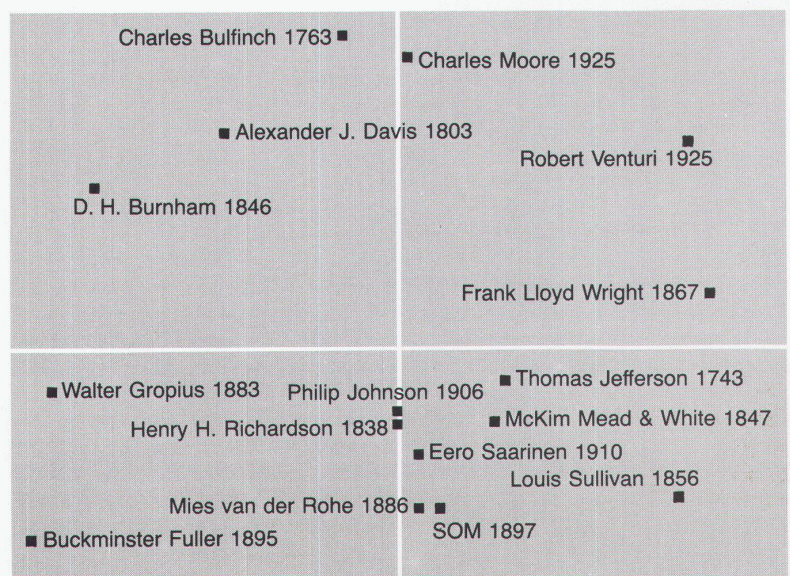 Charles Bulfinch 1763
Charles Moore 1925
Alexander J. Davis 1803
Robert Venturi 1925
D. H. Burnham 1846
Frank Lloyd Wright 1867
Thomas Jefferson 1743
Walter Gropius 1883
Philip Johnson 1906
McKim Mead & White 1847
Henry H. Richardson 1838
Eero Saarinen 1910
Louis Sullivan 1856
Mies van der Rohe 1886
SOM 1897
Buckminster Fuller 1895